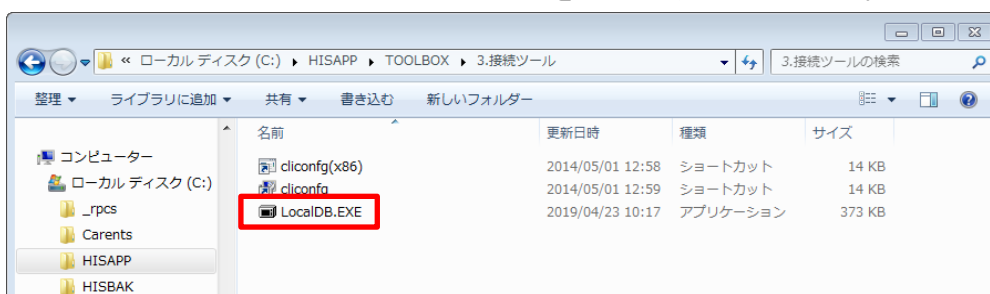 « ローカル ディスク (C:) ▸ HISAPP ▸ TOOLBOX ▸ 3.接続ツール 3.接続ツールの検索
整理 ライブラリに追加 共有 書き込む 新しいフォルダー
名前 更新日時 種類 サイズ
コンピューター
ローカル ディスク (C:)
_rpcs
Carents
HISAPP
HISBAK
cliconfg(x86) 2014/05/01 12:58 ショートカット 14 KB
cliconfg 2014/05/01 12:59 ショートカット 14 KB
LocalDB.EXE 2019/04/23 10:17 アプリケーション 373 KB